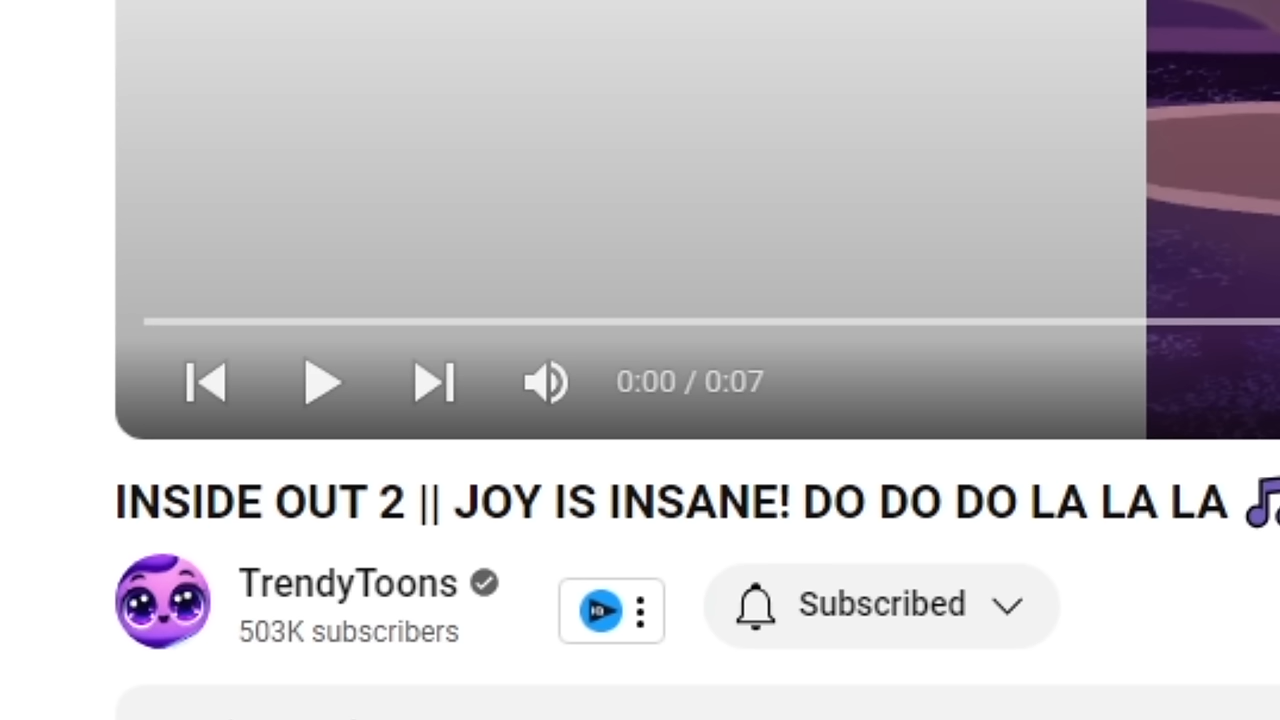 0:00 / 0:07
INSIDE OUT 2 || JOY IS INSANE! DO DO DO LA LA LA 🎵
TrendyToons
503K subscribers
Subscribed